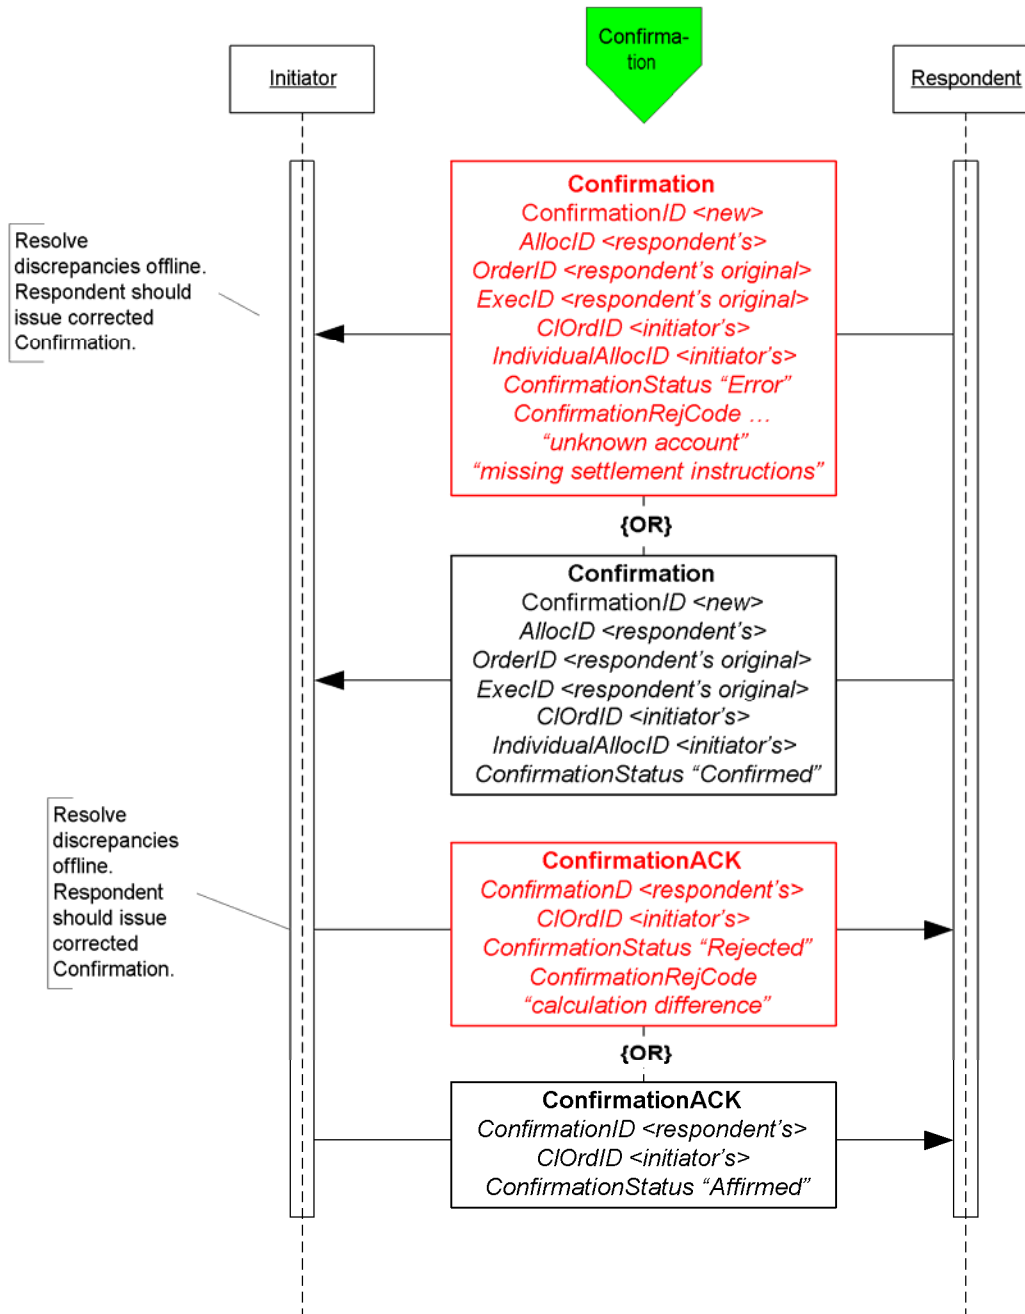 Confirma-
tion
Initiator
Respondent
Confirmation
ConfirmationID <new>
AllocID <respondent's>
OrderID <respondent's original>
ExecID <respondent's original>
ClOrdID <initiator's>
IndividualAllocID <initiator's>
ConfirmationStatus “Error”
ConfirmationRejCode …
“unknown account”
“missing settlement instructions”
Resolve
discrepancies offline.
Respondent should
issue corrected
Confirmation.
{OR}
Confirmation
ConfirmationID <new>
AllocID <respondent's>
OrderID <respondent's original>
ExecID <respondent's original>
ClOrdID <initiator's>
IndividualAllocID <initiator's>
ConfirmationStatus “Confirmed”
Resolve
discrepancies
offline.
Respondent
should issue
corrected
Confirmation.
ConfirmationACK
ConfirmationD <respondent's>
ClOrdID <initiator's>
ConfirmationStatus “Rejected”
ConfirmationRejCode
“calculation difference”
{OR}
ConfirmationACK
ConfirmationID <respondent's>
ClOrdID <initiator's>
ConfirmationStatus “Affirmed”